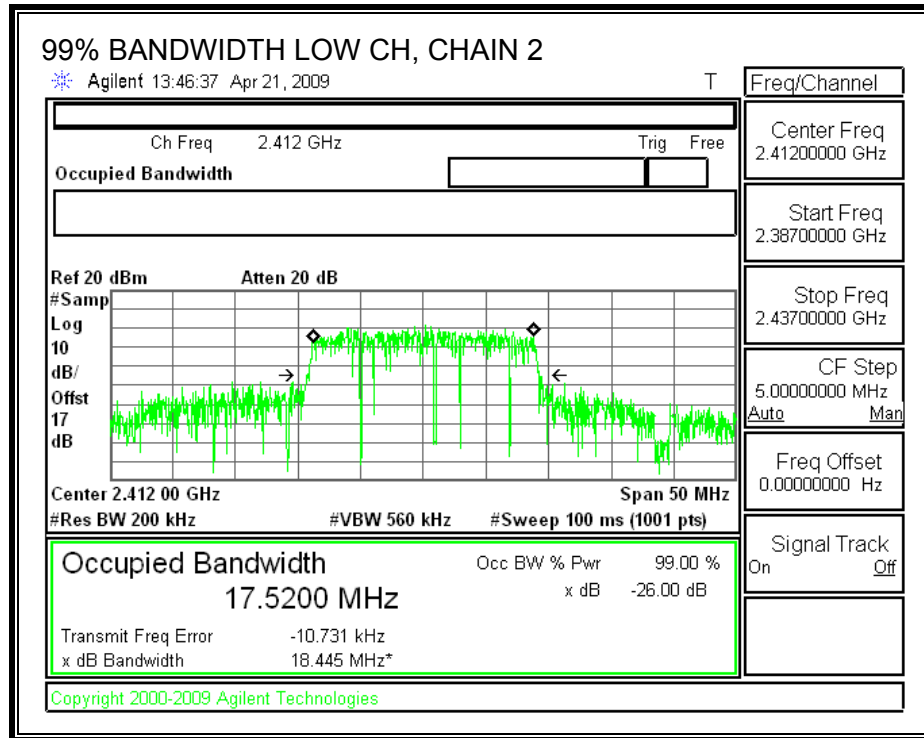 99% BANDWIDTH LOW CH, CHAIN 2
Agilent 13:46:37 Apr 21, 2009 T
Freq/Channel
Ch Freq 2.412 GHz Trig Free
Occupied Bandwidth
Center Freq
2.41200000 GHz
Start Freq
2.38700000 GHz
Stop Freq
2.43700000 GHz
CF Step
5.00000000 MHz
Auto Man
Freq Offset
0.00000000 Hz
Signal Track
On Off
Ref 20 dBm Atten 20 dB
#Samp
Log
10
dB/
Offst
17
dB
Center 2.412 00 GHz Span 50 MHz
#Res BW 200 kHz #VBW 560 kHz #Sweep 100 ms (1001 pts)
Occupied Bandwidth Occ BW % Pwr 99.00 %
17.5200 MHz x dB -26.00 dB
Transmit Freq Error -10.731 kHz
x dB Bandwidth 18.445 MHz*
Copyright 2000-2009 Agilent Technologies